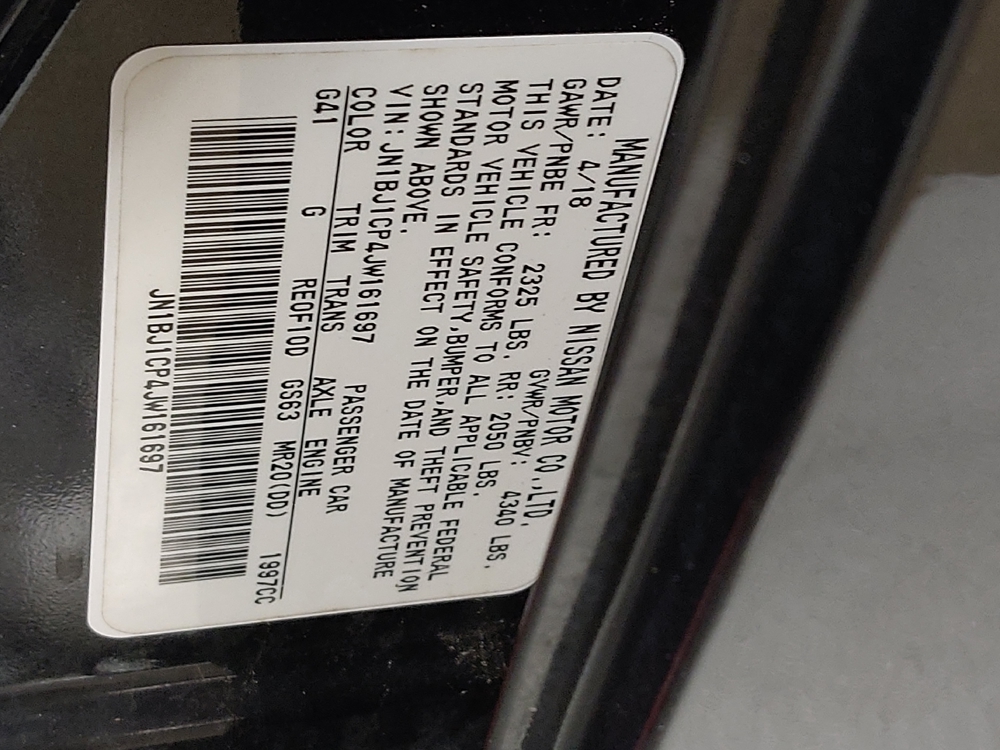 MANUFACTURED BY NISSAN MOTOR CO.,LTD.
DATE: 4/18 GVWR/PNBV: 4340 LBS.
GAWR/PNBE FR: 2325 LBS. RR: 2050 LBS.
THIS VEHICLE CONFORMS TO ALL APPLICABLE FEDERAL
MOTOR VEHICLE SAFETY,BUMPER,AND THEFT PREVENTION
STANDARDS IN EFFECT ON THE DATE OF MANUFACTURE
SHOWN ABOVE.
VIN: JN1BJ1CP4JW161697 PASSENGER CAR
COLOR TRIM TRANS AXLE ENGINE
G41 G RE0F10D GS63 MR20(DD) 1997CC
JN1BJ1CP4JW161697